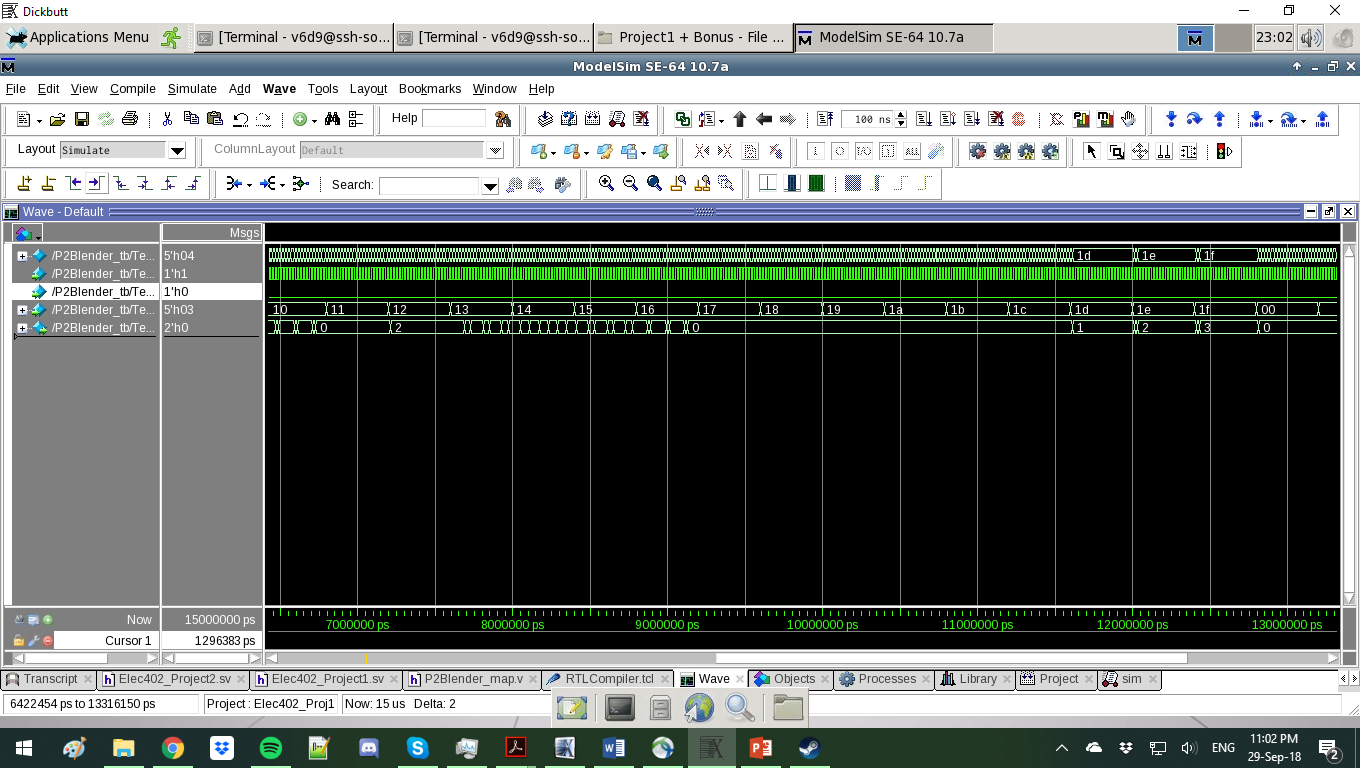 Dickbutt
Applications Menu [Terminal - v6d9@ssh-so... [Terminal - v6d9@ssh-so... Project1 + Bonus - File ... ModelSim SE-64 10.7a 23:02
ModelSim SE-64 10.7a
File Edit View Compile Simulate Add Wave Tools Layout Bookmarks Window Help
Help 100 ns
Layout Simulate ColumnLayout Default
Search:
Wave - Default
Msgs
/P2Blender_tb/Te... 5'h04 1d 1e 1f
/P2Blender_tb/Te... 1'h1
/P2Blender_tb/Te... 1'h0
/P2Blender_tb/Te... 5'h03 10 11 12 13 14 15 16 17 18 19 1a 1b 1c 1d 1e 1f 00
/P2Blender_tb/Te... 2'h0 0 2 0 1 2 3 0
Now 15000000 ps 7000000 ps 8000000 ps 9000000 ps 10000000 ps 11000000 ps 12000000 ps 13000000 ps
Cursor 1 1296383 ps
Transcript Elec402_Project2.sv Elec402_Project1.sv P2Blender_map.v RTLCompiler.tcl Wave Objects Processes Library Project sim
6422454 ps to 13316150 ps Project : Elec402_Proj1 Now: 15 us Delta: 2
ENG 11:02 PM
29-Sep-18 2